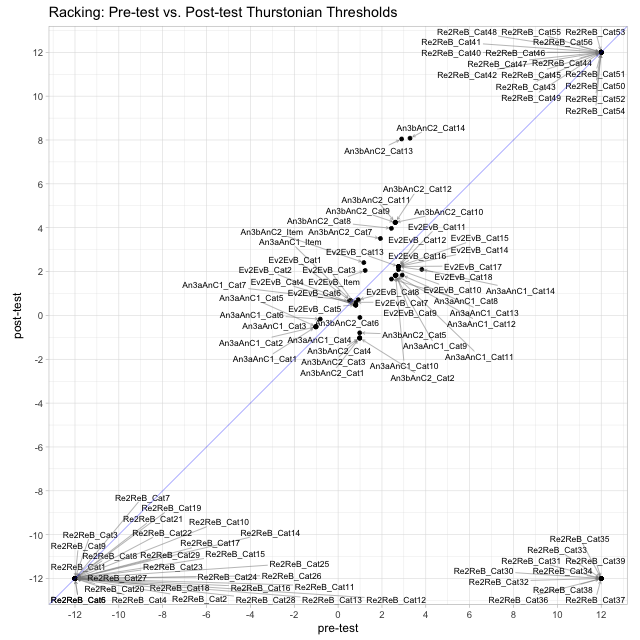 Racking: Pre-test vs. Post-test Thurstonian Thresholds
Re2ReB_Cat48 Re2ReB_Cat55 Re2ReB_Cat53
Re2ReB_Cat41 Re2ReB_Cat56
Re2ReB_Cat40 Re2ReB_Cat46
Re2ReB_Cat47 Re2ReB_Cat44
Re2ReB_Cat42 Re2ReB_Cat45 Re2ReB_Cat51
Re2ReB_Cat43 Re2ReB_Cat50
Re2ReB_Cat49 Re2ReB_Cat52
Re2ReB_Cat54
An3bAnC2_Cat14
An3bAnC2_Cat13
An3bAnC2_Cat12
An3bAnC2_Cat11
An3bAnC2_Cat9 An3bAnC2_Cat10
An3bAnC2_Cat8 Ev2EvB_Cat11
An3bAnC2_Item An3bAnC2_Cat7 Ev2EvB_Cat12 Ev2EvB_Cat15
An3aAnC1_Item
Ev2EvB_Cat13 Ev2EvB_Cat16 Ev2EvB_Cat14
Ev2EvB_Cat1
Ev2EvB_Cat2 Ev2EvB_Cat3 Ev2EvB_Cat17
Ev2EvB_Cat4 Ev2EvB_Item Ev2EvB_Cat18
An3aAnC1_Cat7 Ev2EvB_Cat6 Ev2EvB_Cat8 Ev2EvB_Cat10 An3aAnC1_Cat14
An3aAnC1_Cat5 Ev2EvB_Cat7 An3aAnC1_Cat8
Ev2EvB_Cat5 Ev2EvB_Cat9 An3aAnC1_Cat13
An3aAnC1_Cat6 An3bAnC2_Cat6 An3aAnC1_Cat12
An3aAnC1_Cat3 An3bAnC2_Cat5
An3aAnC1_Cat2 An3aAnC1_Cat4 An3aAnC1_Cat9
An3bAnC2_Cat4
An3aAnC1_Cat1 An3bAnC2_Cat3 An3aAnC1_Cat10 An3aAnC1_Cat11
An3bAnC2_Cat1 An3bAnC2_Cat2
Re2ReB_Cat7
Re2ReB_Cat19
Re2ReB_Cat21 Re2ReB_Cat10
Re2ReB_Cat3 Re2ReB_Cat22 Re2ReB_Cat14
Re2ReB_Cat9 Re2ReB_Cat17
Re2ReB_Cat8 Re2ReB_Cat29 Re2ReB_Cat15
Re2ReB_Cat1 Re2ReB_Cat23 Re2ReB_Cat25
Re2ReB_Cat27 Re2ReB_Cat24 Re2ReB_Cat26
Re2ReB_Cat20 Re2ReB_Cat18 Re2ReB_Cat16 Re2ReB_Cat11
Re2ReB_Cat4 Re2ReB_Cat2 Re2ReB_Cat28 Re2ReB_Cat13 Re2ReB_Cat12
Re2ReB_Cat35
Re2ReB_Cat33
Re2ReB_Cat31 Re2ReB_Cat39
Re2ReB_Cat30 Re2ReB_Cat34
Re2ReB_Cat32
Re2ReB_Cat38
Re2ReB_Cat36 Re2ReB_Cat37
12
10
8
6
4
2
0
-2
-4
-6
-8
-10
-12
post-test
-12 -10 -8 -6 -4 -2 0 2 4 6 8 10 12
pre-test